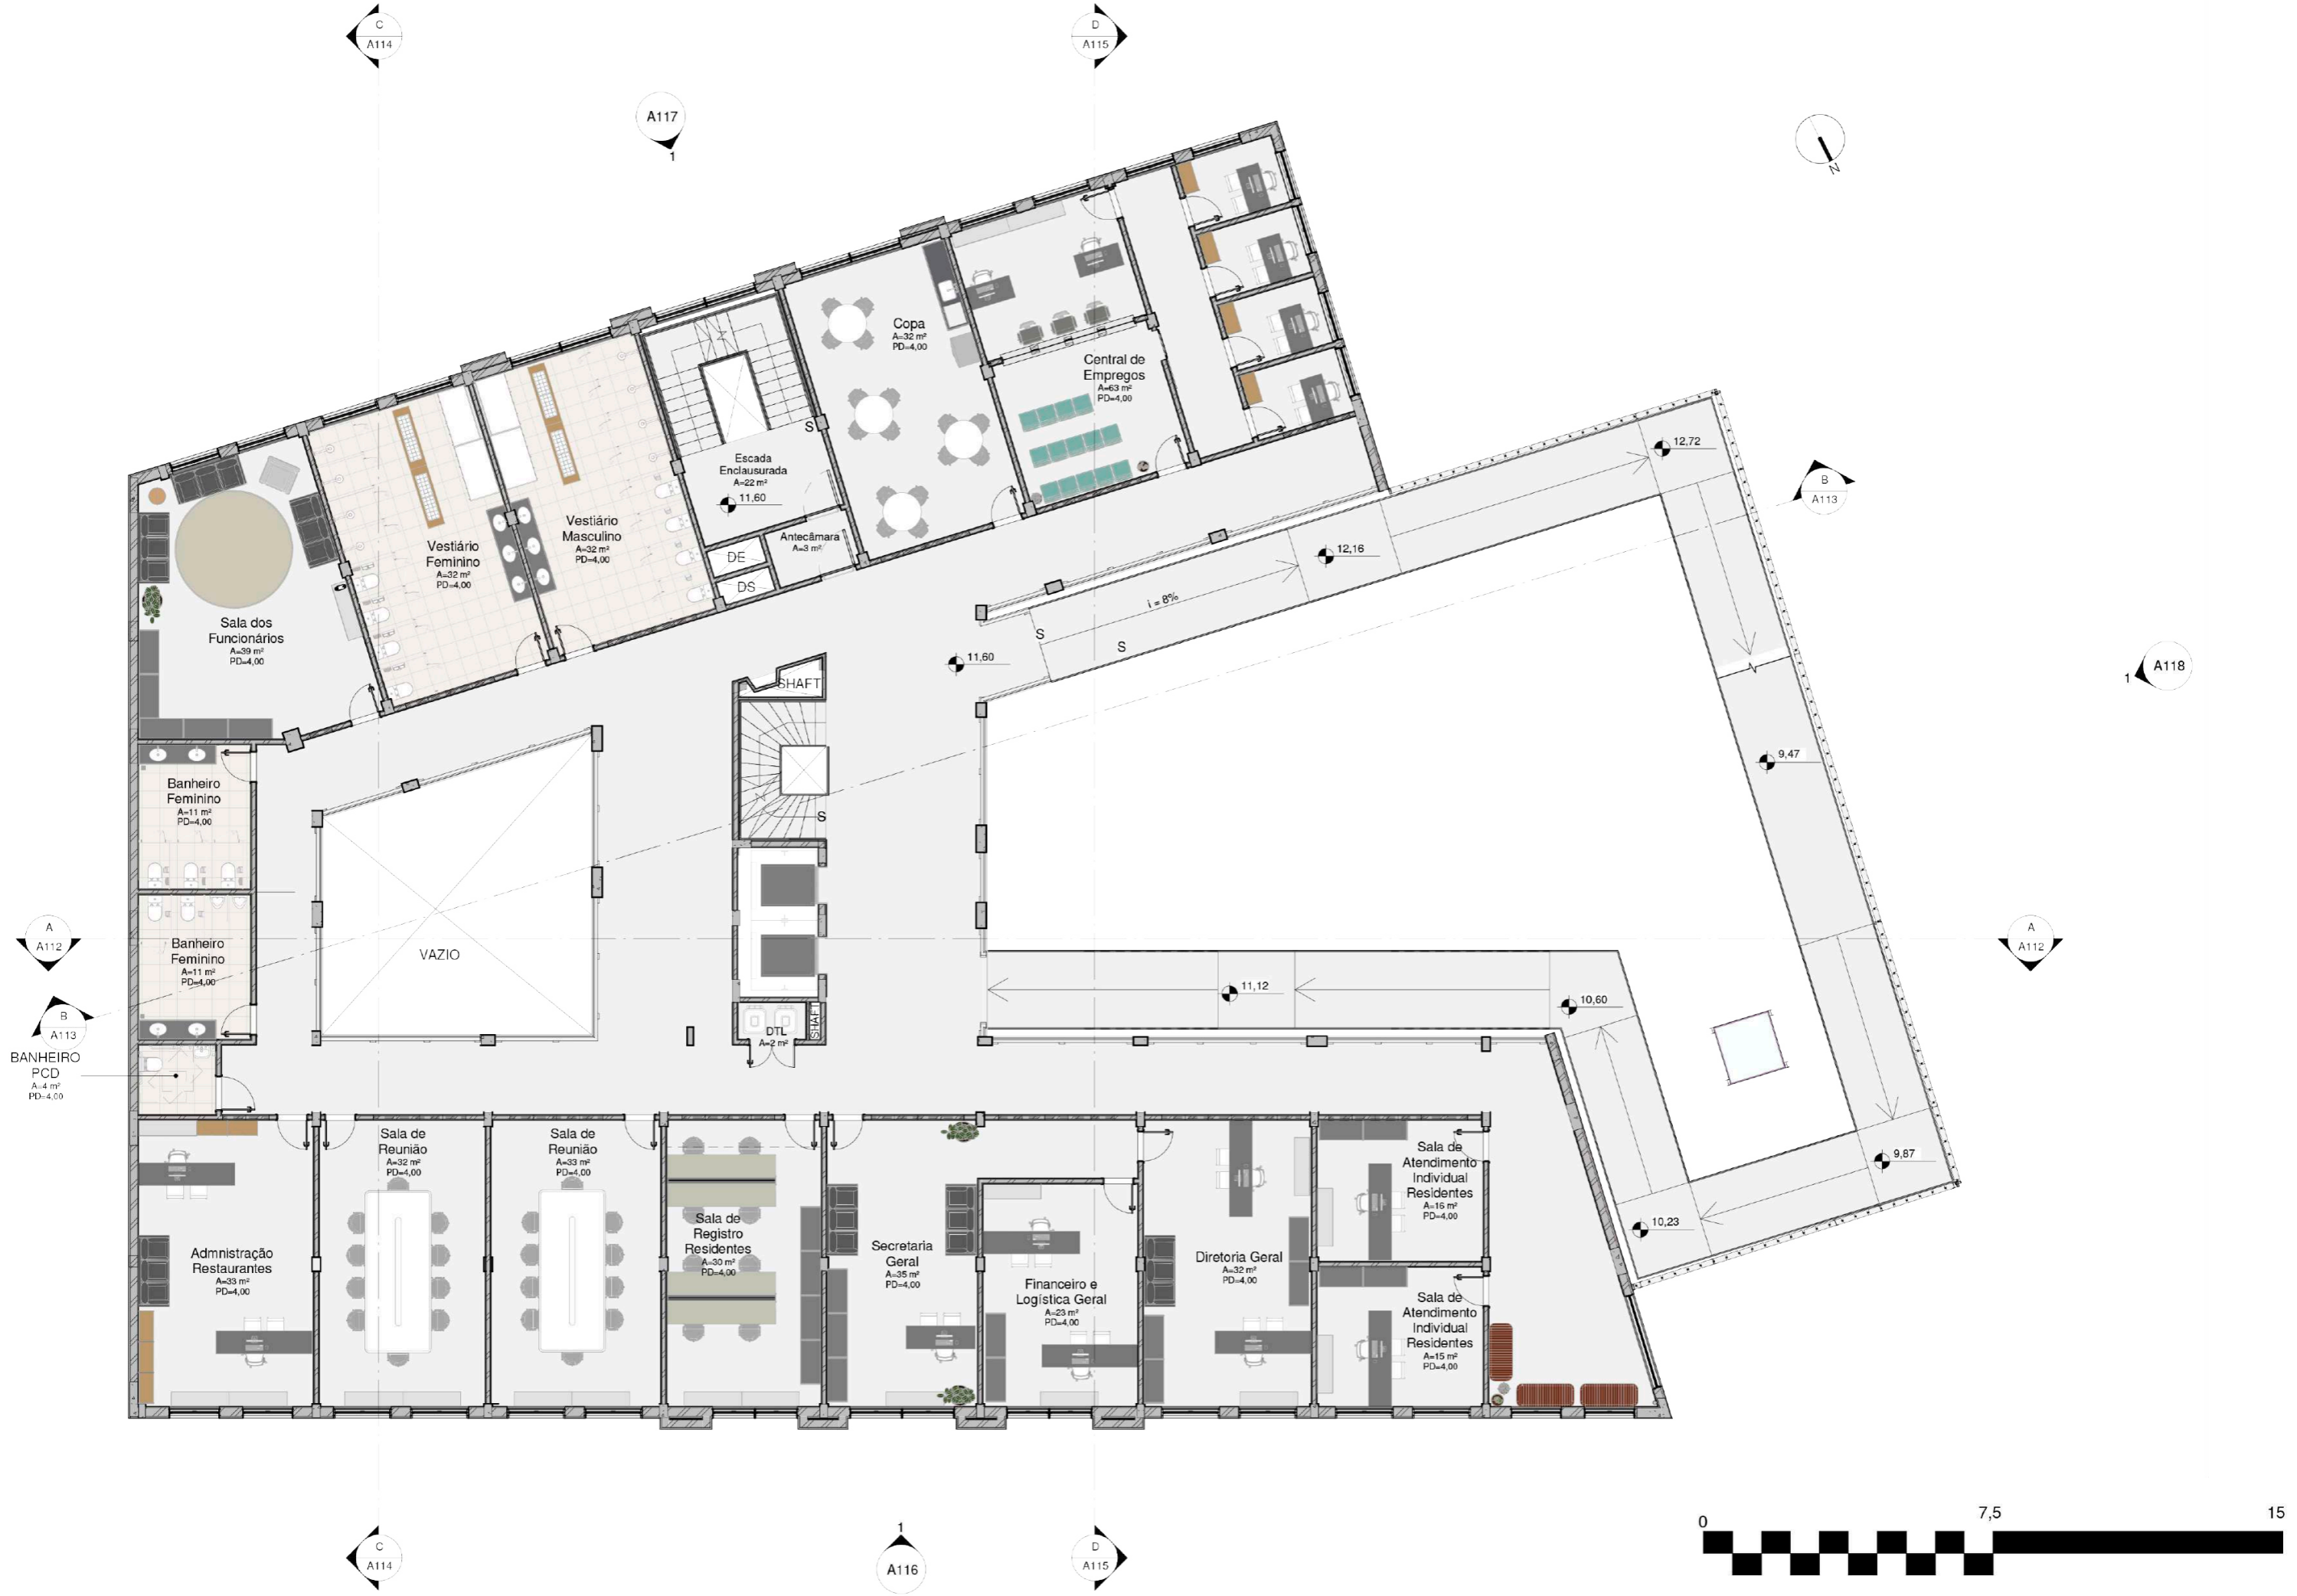 C
A114
D
A115
A117
1
N
Copa
A=32 m²
PD=4,00
Central de
Empregos
A=63 m²
PD=4,00
S
Escada
Enclausurada
A=22 m²
11,60
12,72
B
A113
Vestiário
Masculino
A=32 m²
PD=4,00
Vestiário
Feminino
A=32 m²
PD=4,00
Antecâmara
A=3 m²
DE
DS
12,16
i = 8%
S
S
11,60
Sala dos
Funcionários
A=39 m²
PD=4,00
SHAFT
1
A118
9,47
Banheiro
Feminino
A=11 m²
PD=4,00
S
A
A112
Banheiro
Feminino
A=11 m²
PD=4,00
VAZIO
A
A112
11,12
10,60
B
A113
DTL
A=2 m²
SHAFT
BANHEIRO
PCD
A=4 m²
PD=4,00
9,87
10,23
Sala de
Reunião
A=32 m²
PD=4,00
Sala de
Reunião
A=33 m²
PD=4,00
Sala de
Atendimento
Individual
Residentes
A=16 m²
PD=4,00
Sala de
Registro
Residentes
A=30 m²
PD=4,00
Admnistração
Restaurantes
A=33 m²
PD=4,00
Secretaria
Geral
A=35 m²
PD=4,00
Diretoria Geral
A=32 m²
PD=4,00
Financeiro e
Logística Geral
A=23 m²
PD=4,00
Sala de
Atendimento
Individual
Residentes
A=15 m²
PD=4,00
0
7,5
15
C
A114
1
A116
D
A115